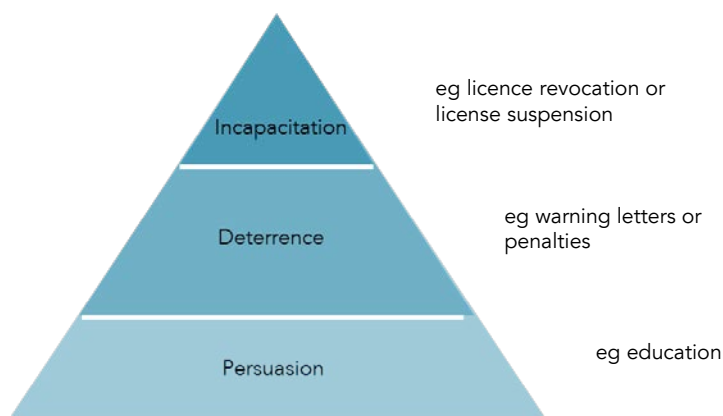 Incapacitation
eg licence revocation or
license suspension
Deterrence
eg warning letters or
penalties
Persuasion
eg education